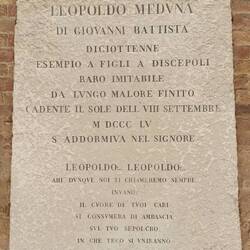 LEOPOLDO MEDVNA
DI GIOVANNI BATTISTA
DICIOTTENNE
ESEMPIO A FIGLI A DISCEPOLI
RARO IMITABILE
DA LVNGO MALORE FINITO
CADENTE IL SOLE DELL VIII SETTEMBRE
M DCCC LV
S ADDORMIVA NEL SIGNORE
LEOPOLDO... LEOPOLDO...
AHI DVNQVE NOI TI CHIAMEREMO SEMPRE
INVANO:
IL CVORE DI TVOI CARI
SI CONSVMERA DI AMBASCIA
SVL TVO SEPOLCRO
IN CHE TECO SI VNIRANNO